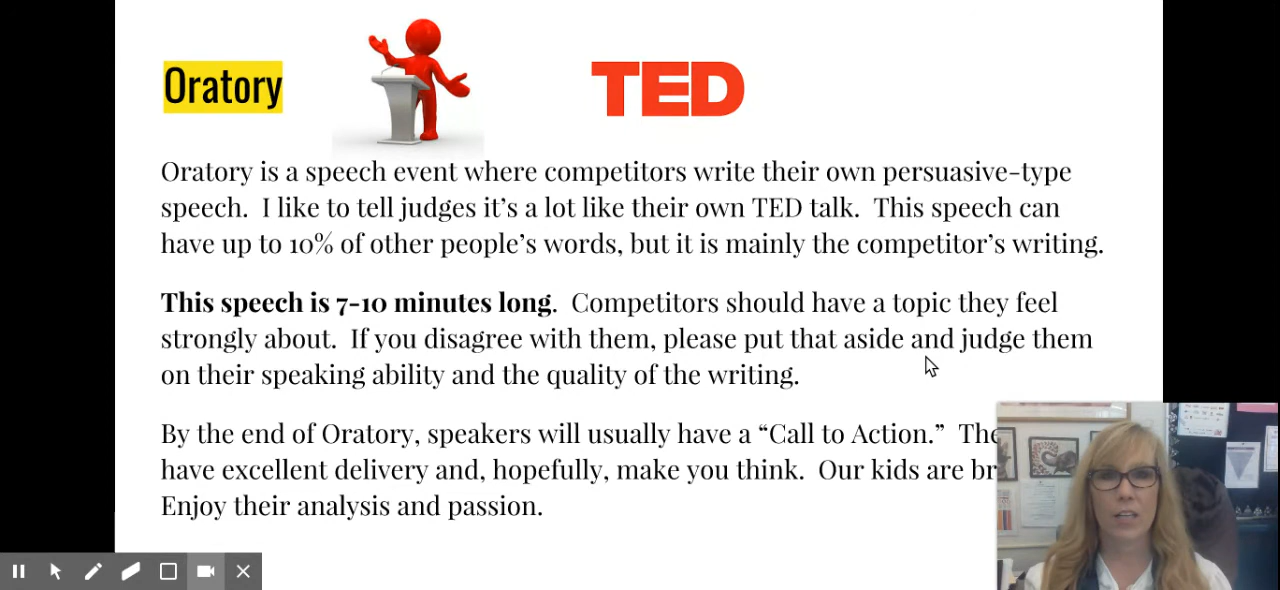 Oratory
TED
Oratory is a speech event where competitors write their own persuasive-type
speech. I like to tell judges it's a lot like their own TED talk. This speech can
have up to 10% of other people's words, but it is mainly the competitor's writing.
This speech is 7-10 minutes long. Competitors should have a topic they feel
strongly about. If you disagree with them, please put that aside and judge them
on their speaking ability and the quality of the writing.
By the end of Oratory, speakers will usually have a “Call to Action.”
have excellent delivery and, hopefully, make you think. Our kids are
Enjoy their analysis and passion.